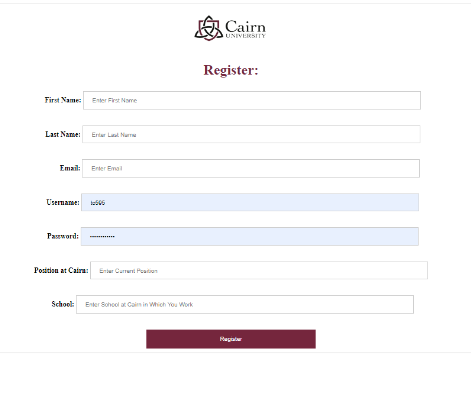 Cairn
UNIVERSITY
Register:
First Name: Enter First Name
Last Name: Enter Last Name
Email: Enter Email
Username: tc595
Password: ••••••••••••
Position at Cairn: Enter Current Position
School: Enter School at Cairn in Which You Work
Register